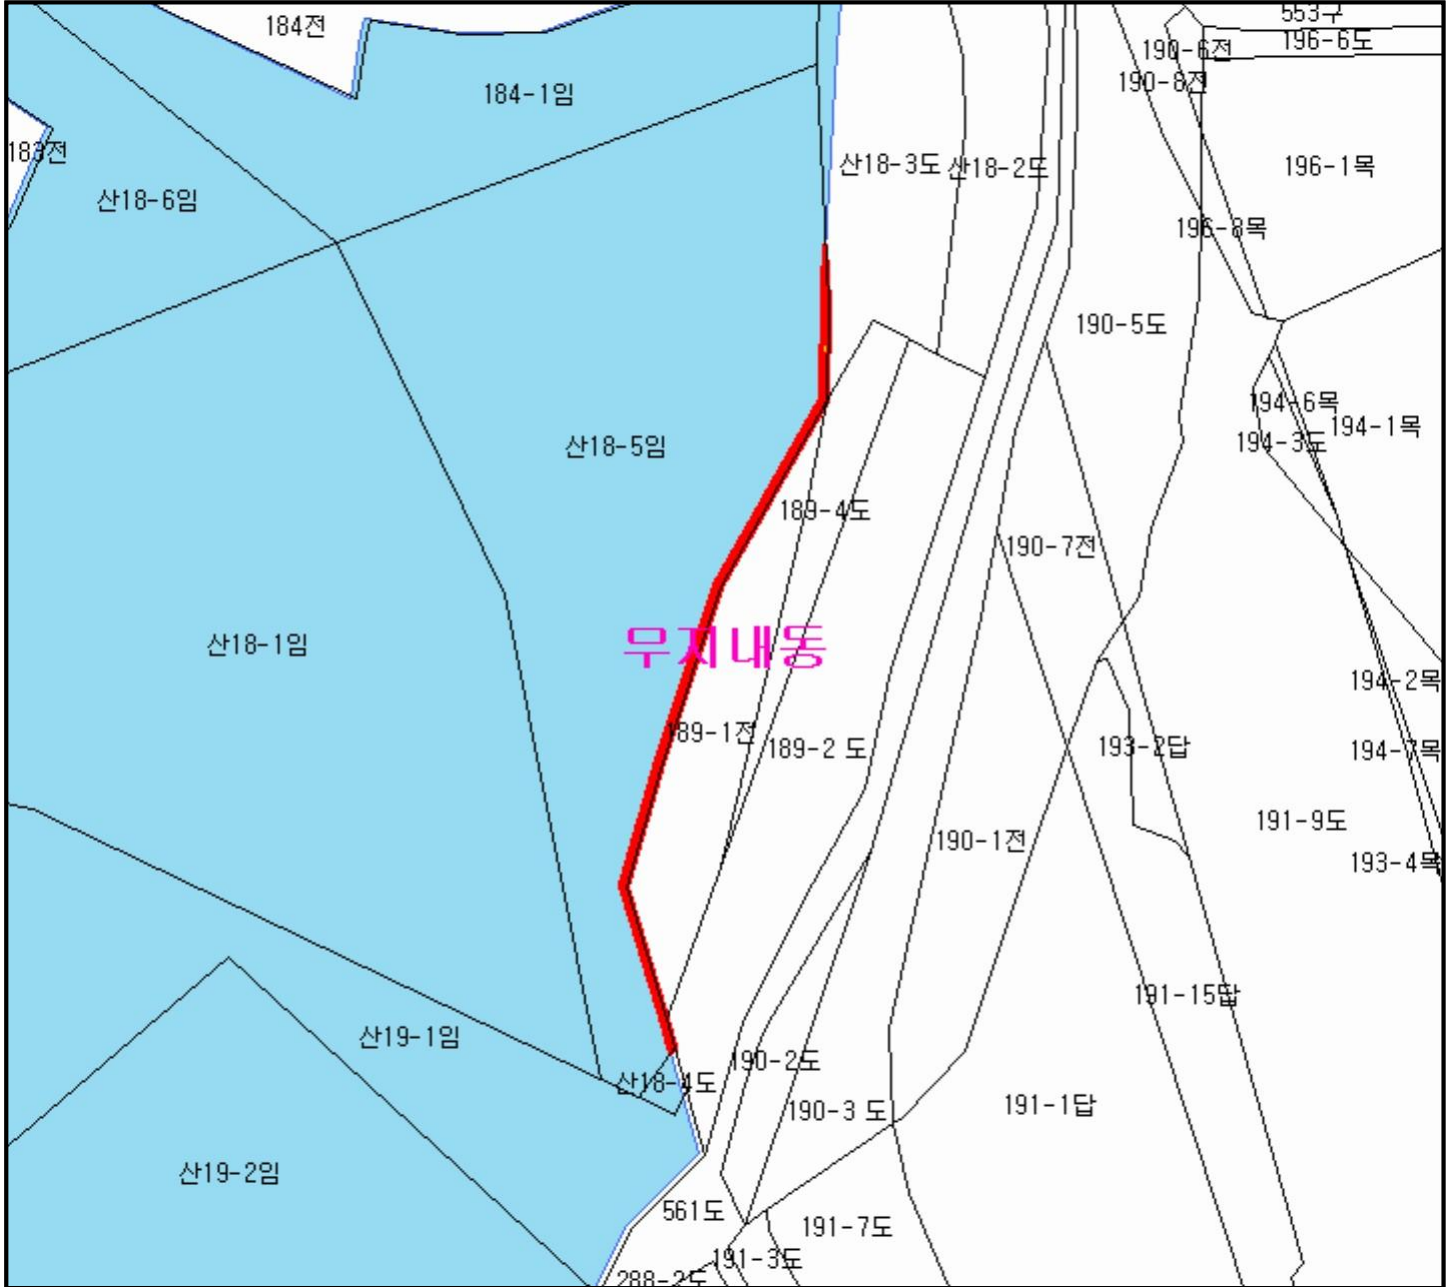 184전
553구
196-6도
190-6전
190-8전
184-1임
183전
산18-3도
산18-2도
196-1목
산18-6임
196-8목
190-5도
194-6목
194-1목
194-3도
산18-5임
189-4도
190-7전
산18-1임
무지내동
194-2목
189-1전
189-2 도
193-2답
194-7목
191-9도
190-1전
193-4목
191-15답
산19-1임
190-2도
산18-4도
190-3 도
191-1답
산19-2임
561도
191-7도
191-3도
288-2도